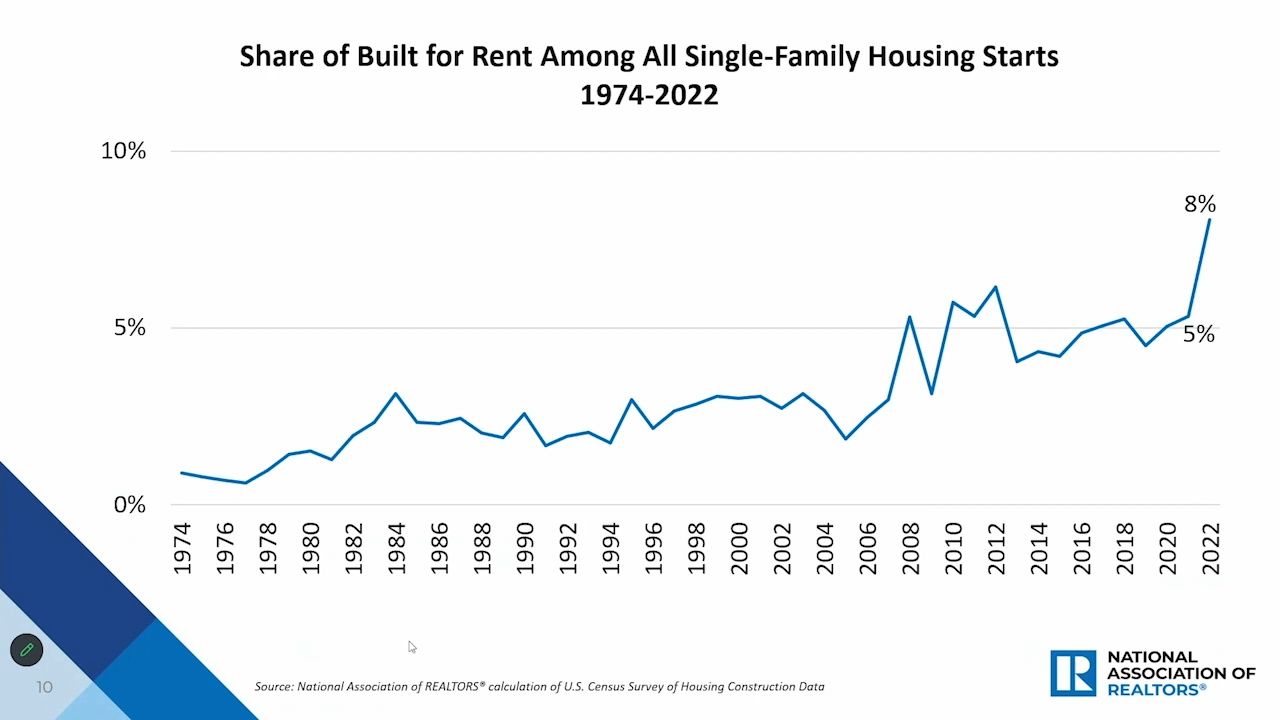 Share of Built for Rent Among All Single-Family Housing Starts
1974-2022
10%
8%
5%
5%
0%
1974 1976 1978 1980 1982 1984 1986 1988 1990 1992 1994 1996 1998 2000 2002 2004 2006 2008 2010 2012 2014 2016 2018 2020 2022
NATIONAL
ASSOCIATION OF
REALTORS®
10
Source: National Association of REALTORS® calculation of U.S. Census Survey of Housing Construction Data